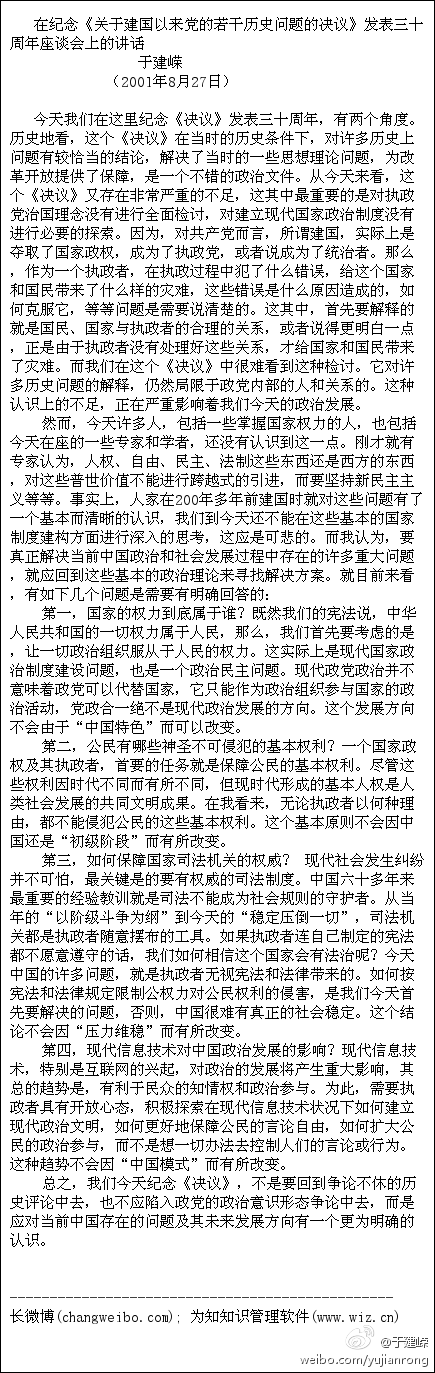 在纪念《关于建国以来党的若干历史问题的决议》发表三十
周年座谈会上的讲话
于建嵘
（2001年8月27日）
今天我们在这里纪念《决议》发表三十周年，有两个角度。
历史地看，这个《决议》在当时的历史条件下，对许多历史上
问题有较恰当的结论，解决了当时的一些思想理论问题，为改
革开放提供了保障，是一个不错的政治文件。从今天来看，这
个《决议》又存在非常严重的不足，这其中最重要的是对执政
党治国理念没有进行全面检讨，对建立现代国家政治制度没有
进行必要的探索。因为，对共产党而言，所谓建国，实际上是
夺取了国家政权，成为了执政党，或者说成为了统治者。那么
，作为一个执政者，在执政过程中犯了什么错误，给这个国家
和国民带来了什么样的灾难，这些错误是什么原因造成的，如
何克服它，等等问题是需要说清楚的。这其中，首先要解释的
就是国民、国家与执政者的合理的关系，或者说得更明白一点
，正是由于执政者没有处理好这些关系，才给国家和国民带来
了灾难。而我们在这个《决议》中很难看到这种检讨。它对许
多历史问题的解释，仍然局限于政党内部的人和关系的。这种
认识上的不足，正在严重影响着我们今天的政治发展。
然而，今天许多人，包括一些掌握国家权力的人，也包括
今天在座的一些专家和学者，还没有认识到这一点。刚才就有
专家认为，人权、自由、民主、法制这些东西还是西方的东西
，对这些普世价值不能进行跨越式的引进，而要坚持新民主主
义等等。事实上，人家在200年多年前建国时就对这些问题有了
一个基本而清晰的认识，我们到今天还不能在这些基本的国家
制度建构方面进行深入的思考，这应是可悲的。而我认为，要
真正解决当前中国政治和社会发展过程中存在的许多重大问题
，就应回到这些基本的政治理论来寻找解决方案。就目前来看
，有如下几个问题是需要有明确回答的：
第一，国家的权力到底属于谁？既然我们的宪法说，中华
人民共和国的一切权力属于人民，那么，我们首先要考虑的是
，让一切政治组织服从于人民的权力。这实际上是现代国家政
治制度建设问题，也是一个政治民主问题。现代政党政治并不
意味着政党可以代替国家，它只能作为政治组织参与国家的政
治活动，党政合一绝不是现代政治发展的方向。这个发展方向
不会由于“中国特色”而可以改变。
第二，公民有哪些神圣不可侵犯的基本权利？一个国家政
权及其执政者，首要的任务就是保障公民的基本权利。尽管这
些权利因时代不同而有所不同，但现时代形成的基本人权是人
类社会发展的共同文明成果。在我看来，无论执政者以何种理
由，都不能侵犯公民的这些基本权利。这个基本原则不会因中
国还是“初级阶段”而有所改变。
第三，如何保障国家司法机关的权威？ 现代社会发生纠纷
并不可怕，最关键是的要有权威的司法制度。中国六十多年来
最重要的经验教训就是司法不能成为社会规则的守护者。从当
年的“以阶级斗争为纲”到今天的“稳定压倒一切”，司法机
关都是执政者随意摆布的工具。如果执政者连自己制定的宪法
都不愿意遵守的话，我们如何相信这个国家会有法治呢？今天
中国的许多问题，就是执政者无视宪法和法律带来的。如何按
宪法和法律规定限制公权力对公民权利的侵害，是我们今天首
先要解决的问题，否则，中国很难有真正的社会稳定。这个结
论不会因“压力维稳”而有所改变。
第四，现代信息技术对中国政治发展的影响？现代信息技
术，特别是互联网的兴起，对政治的发展将产生重大影响，其
总的趋势是，有利于民众的知情权和政治参与。为此，需要执
政者具有开放心态，积极探索在现代信息技术状况下如何建立
现代政治文明，如何更好地保障公民的言论自由，如何扩大公
民的政治参与，而不是想一切办法去控制人们的言论或行为。
这种趋势不会因“中国模式”而有所改变。
总之，我们今天纪念《决议》，不是要回到争论不休的历
史评论中去，也不应陷入政党的政治意识形态争论中去，而是
应对当前中国存在的问题及其未来发展方向有一个更为明确的
认识。
长微博(changweibo.com); 为知知识管理软件(www.wiz.cn)
@于建嵘
weibo.com/yujianrong